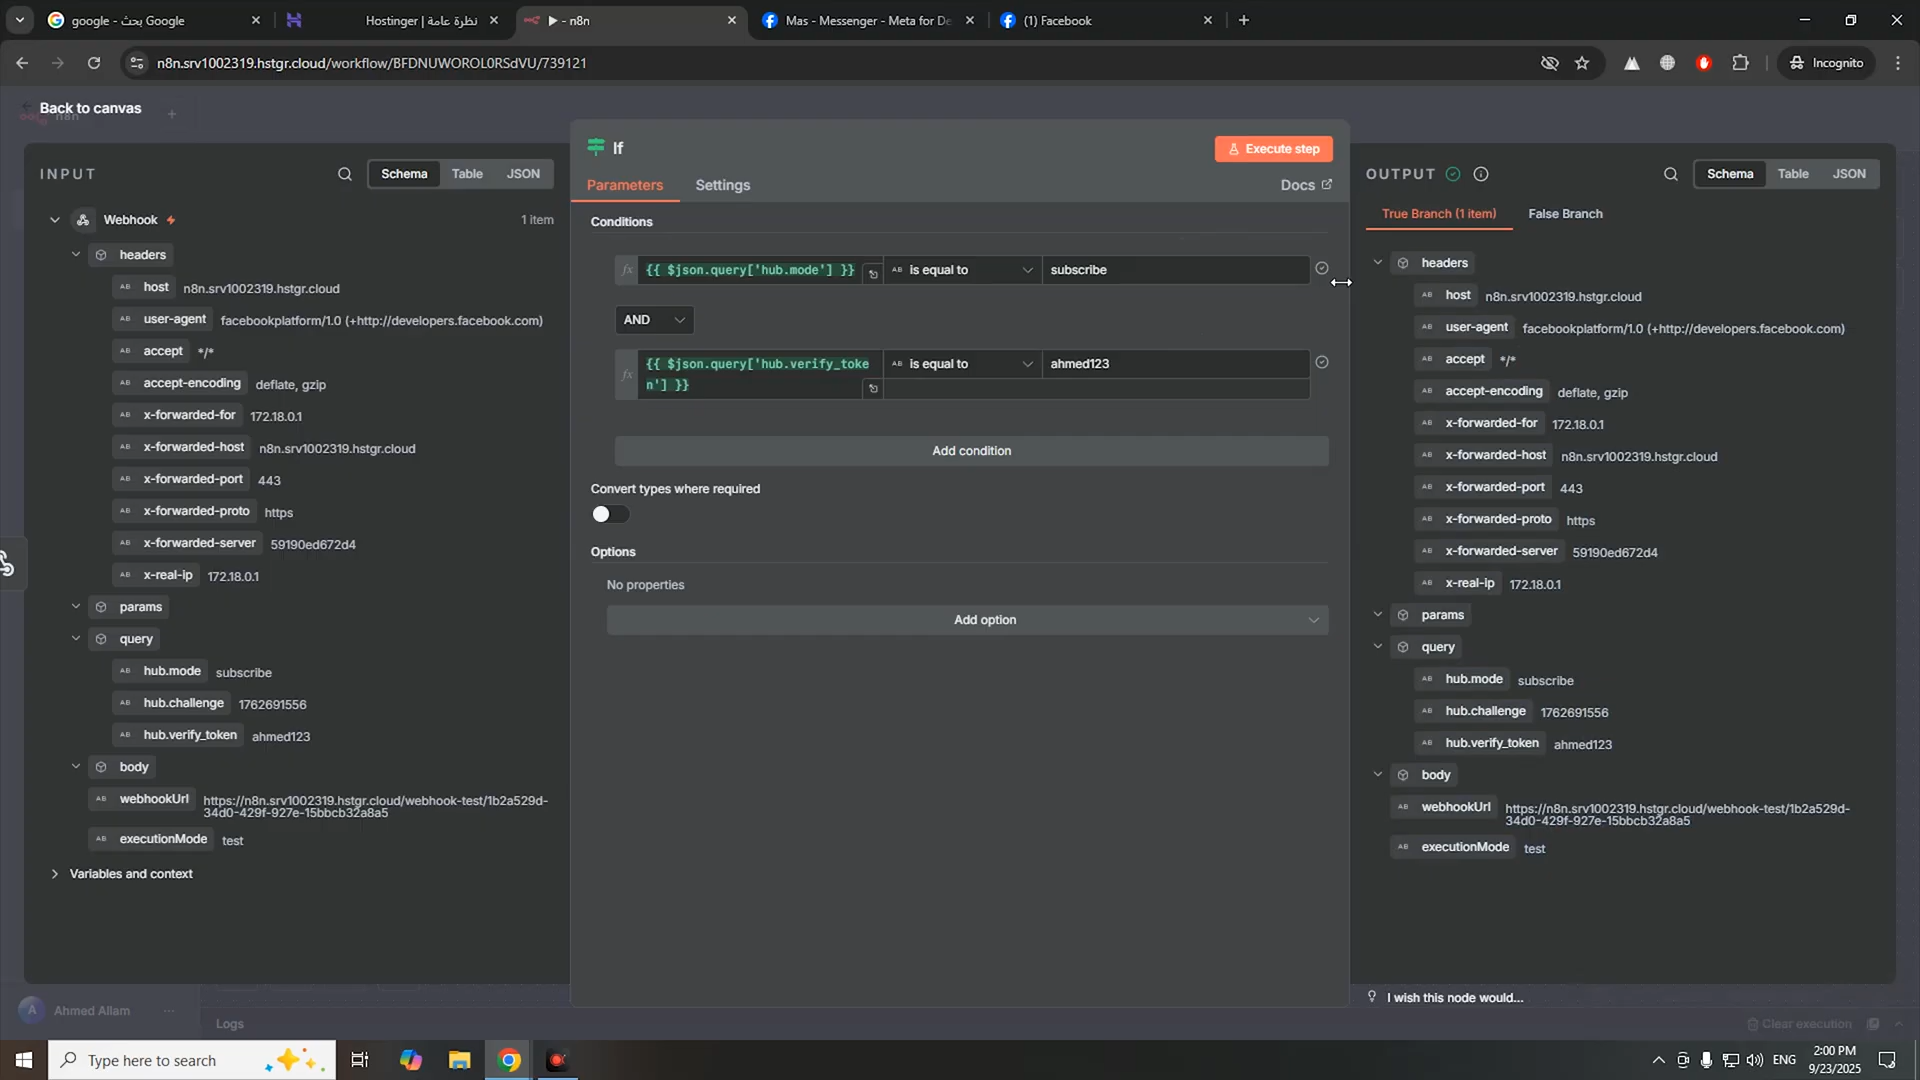 google - بحث Google
Hostinger | نظرة عامة
▶ - n8n
Mas - Messenger - Meta for De
(1) Facebook
n8n.srv1002319.hstgr.cloud/workflow/BFDNUWOROL0RSdVU/739121
Incognito
Back to canvas
n8n
INPUT
Schema
Table
JSON
Webhook
1 item
headers
host n8n.srv1002319.hstgr.cloud
user-agent facebookplatform/1.0 (+http://developers.facebook.com)
accept */*
accept-encoding deflate, gzip
x-forwarded-for 172.18.0.1
x-forwarded-host n8n.srv1002319.hstgr.cloud
x-forwarded-port 443
x-forwarded-proto https
x-forwarded-server 59190ed672d4
x-real-ip 172.18.0.1
params
query
hub.mode subscribe
hub.challenge 1762691556
hub.verify_token ahmed123
body
webhookUrl https://n8n.srv1002319.hstgr.cloud/webhook-test/1b2a529d-
34d0-429f-927e-15bbcb32a8a5
executionMode test
Variables and context
If
Execute step
Parameters
Settings
Docs
Conditions
fx {{ $json.query['hub.mode'] }} is equal to subscribe
AND
fx {{ $json.query['hub.verify_toke is equal to ahmed123
n'] }}
Add condition
Convert types where required
Options
No properties
Add option
OUTPUT
Schema
Table
JSON
True Branch (1 item)
False Branch
headers
host n8n.srv1002319.hstgr.cloud
user-agent facebookplatform/1.0 (+http://developers.facebook.com)
accept */*
accept-encoding deflate, gzip
x-forwarded-for 172.18.0.1
x-forwarded-host n8n.srv1002319.hstgr.cloud
x-forwarded-port 443
x-forwarded-proto https
x-forwarded-server 59190ed672d4
x-real-ip 172.18.0.1
params
query
hub.mode subscribe
hub.challenge 1762691556
hub.verify_token ahmed123
body
webhookUrl https://n8n.srv1002319.hstgr.cloud/webhook-test/1b2a529d-
34d0-429f-927e-15bbcb32a8a5
executionMode test
I wish this node would...
A Ahmed Allam
Logs
Clear execution
Type here to search
ENG
2:00 PM
9/23/2025